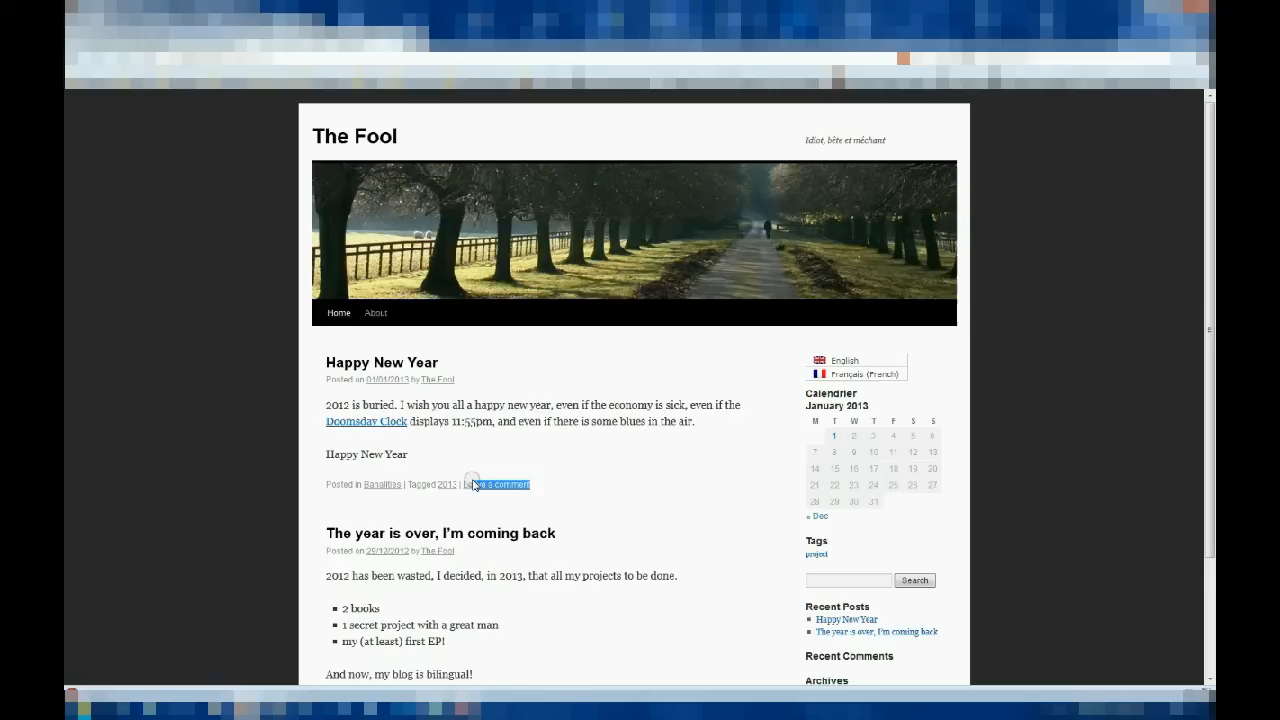 The Fool
Idiot, bête et méchant
Home About
Happy New Year
Posted on 01/01/2013 by The Fool
2012 is buried. I wish you all a happy new year, even if the economy is sick, even if the
Doomsday Clock displays 11:55pm, and even if there is some blues in the air.
Happy New Year
Posted in Banalities | Tagged 2013 | Leave a comment
The year is over, I'm coming back
Posted on 29/12/2012 by The Fool
2012 has been wasted, I decided, in 2013, that all my projects to be done.
2 books
1 secret project with a great man
my (at least) first EP!
And now, my blog is bilingual!
English
Français (French)
Calendrier
January 2013
M T W T F S S
1 2 3 4 5 6
7 8 9 10 11 12 13
14 15 16 17 18 19 20
21 22 23 24 25 26 27
28 29 30 31
« Dec
Tags
project
Search
Recent Posts
Happy New Year
The year is over, I'm coming back
Recent Comments
Archives